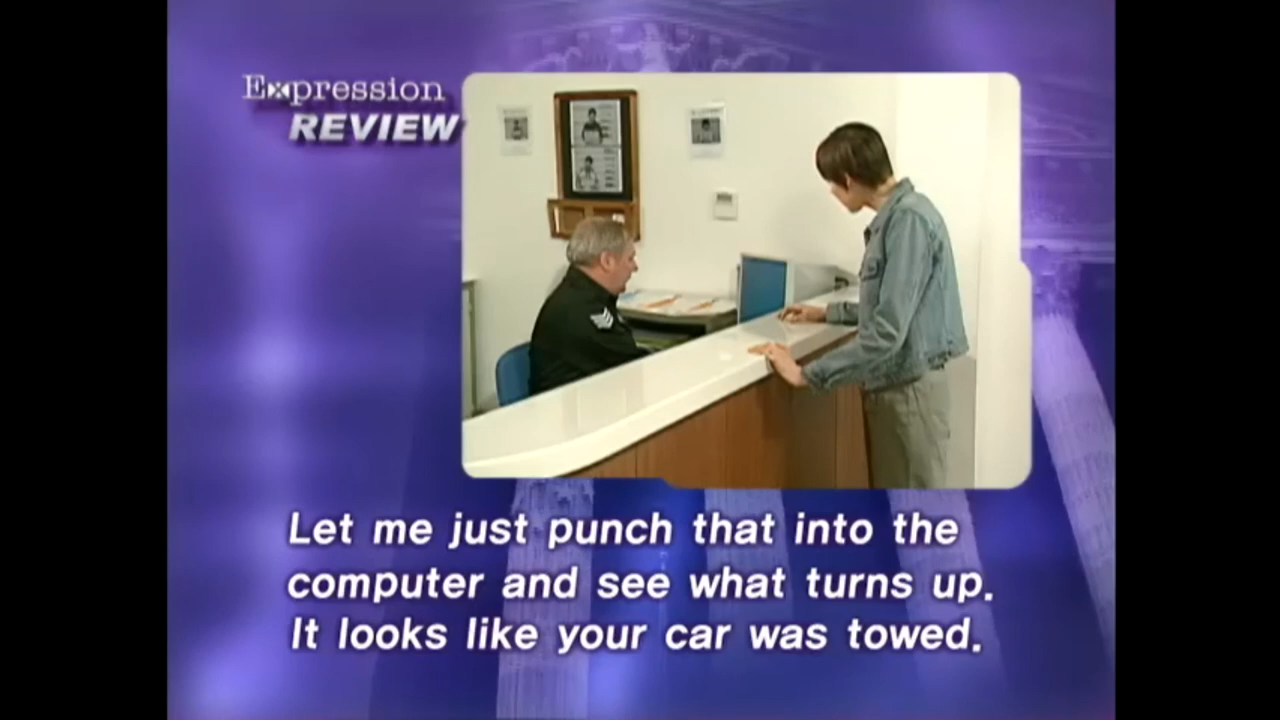 Expression
REVIEW
Let me just punch that into the
computer and see what turns up.
It looks like your car was towed.